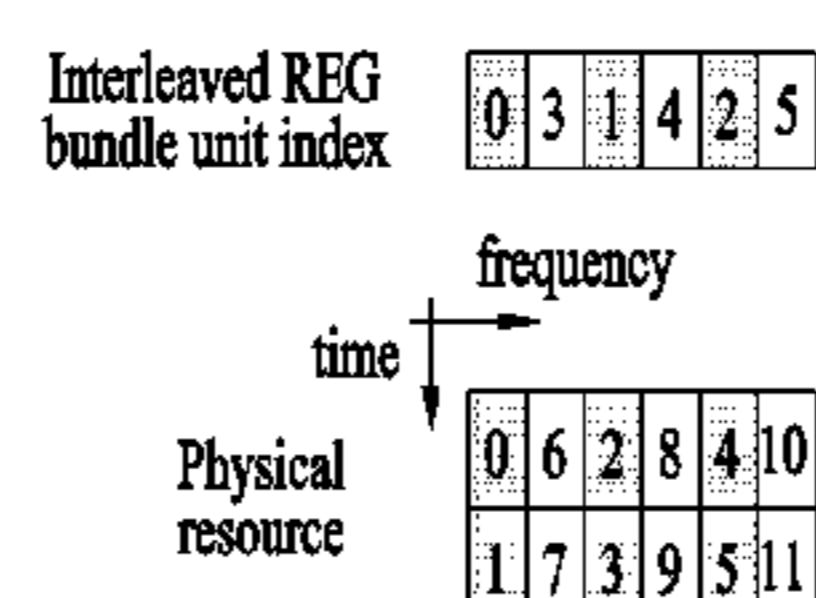 Interleaved REG
bundle unit index
0 3 1 4 2 5
frequency
time
Physical
resource
0 6 2 8 4 10
1 7 3 9 5 11